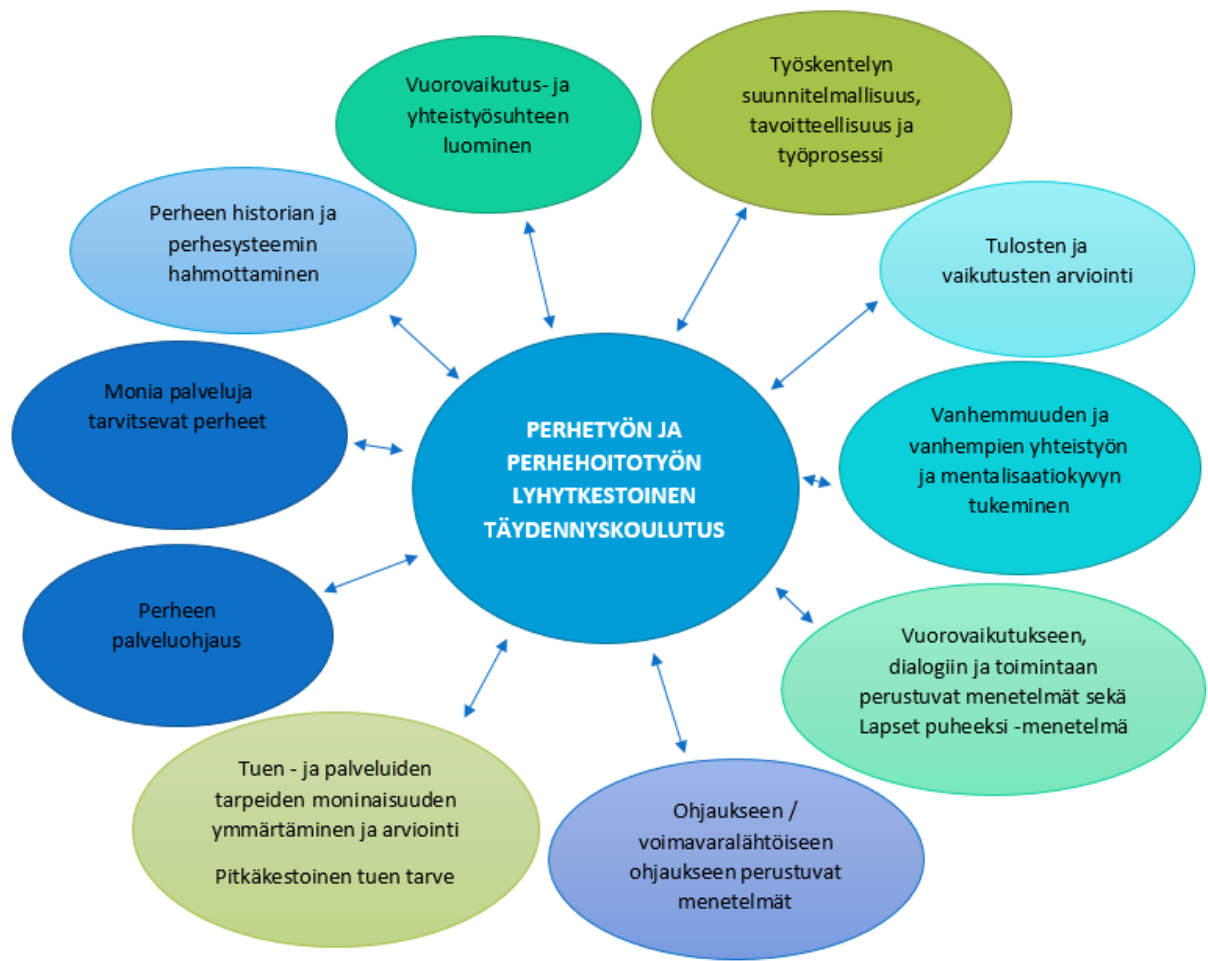 PERHETYÖN JA
PERHEHOITOTYÖN
LYHYTKESTOINEN
TÄYDENNYSKOULUTUS
Vuorovaikutus- ja
yhteistyösuhteen
luominen
Työskentelyn
suunnitelmallisuus,
tavoitteellisuus ja
työprosessi
Tulosten ja
vaikutusten arviointi
Vanhemmuuden ja
vanhempien yhteistyön
ja mentalisaatiokyvyn
tukeminen
Vuorovaikutukseen,
dialogiin ja toimintaan
perustuvat menetelmät sekä
Lapset puheeksi -menetelmä
Ohjaukseen /
voimavaralähtöiseen
ohjaukseen perustuvat
menetelmät
Tuen - ja palveluiden
tarpeiden moninaisuuden
ymmärtäminen ja arviointi
Pitkäkestoinen tuen tarve
Perheen
palveluohjaus
Monia palveluja
tarvitsevat perheet
Perheen historian ja
perhesysteemin
hahmottaminen